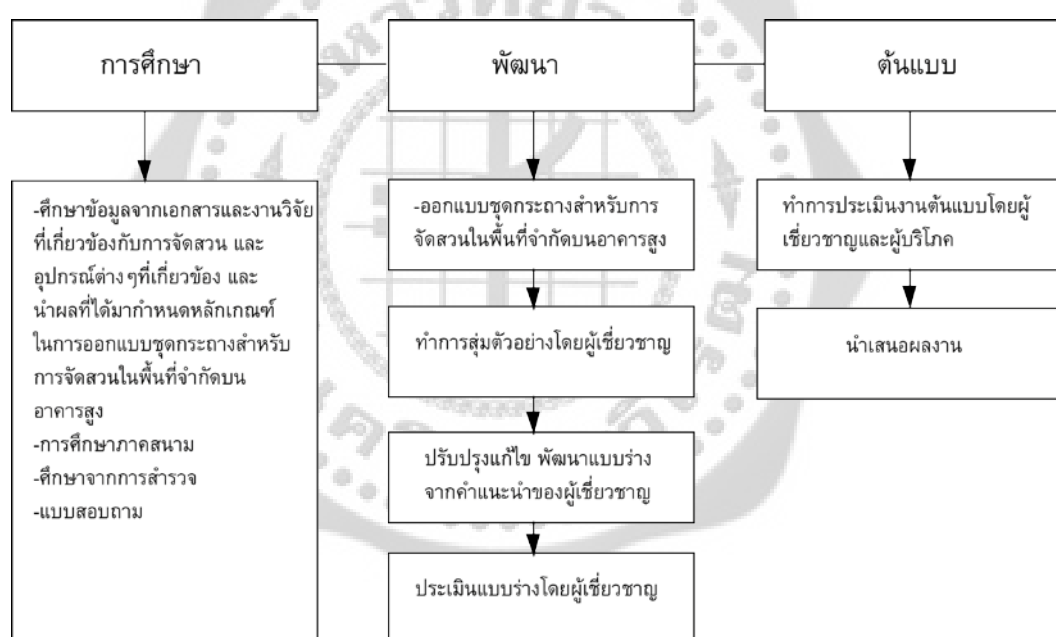 การศึกษา
พัฒนา
ต้นแบบ
-ศึกษาข้อมูลจากเอกสารและงานวิจัย
ที่เกี่ยวข้องกับการจัดสวน และ
อุปกรณ์ต่างๆที่เกี่ยวข้อง และ
นำผลที่ได้มากำหนดหลักเกณฑ์
ในการออกแบบชุดกระถางสำหรับ
การจัดสวนในพื้นที่จำกัดบน
อาคารสูง
-การศึกษาภาคสนาม
-ศึกษาจากการสำรวจ
-แบบสอบถาม
-ออกแบบชุดกระถางสำหรับการ
จัดสวนในพื้นที่จำกัดบนอาคารสูง
ทำการสุ่มตัวอย่างโดยผู้เชี่ยวชาญ
ปรับปรุงแก้ไข พัฒนาแบบร่าง
จากคำแนะนำของผู้เชี่ยวชาญ
ประเมินแบบร่างโดยผู้เชี่ยวชาญ
ทำการประเมินงานต้นแบบโดยผู้
เชี่ยวชาญและผู้บริโภค
นำเสนอผลงาน